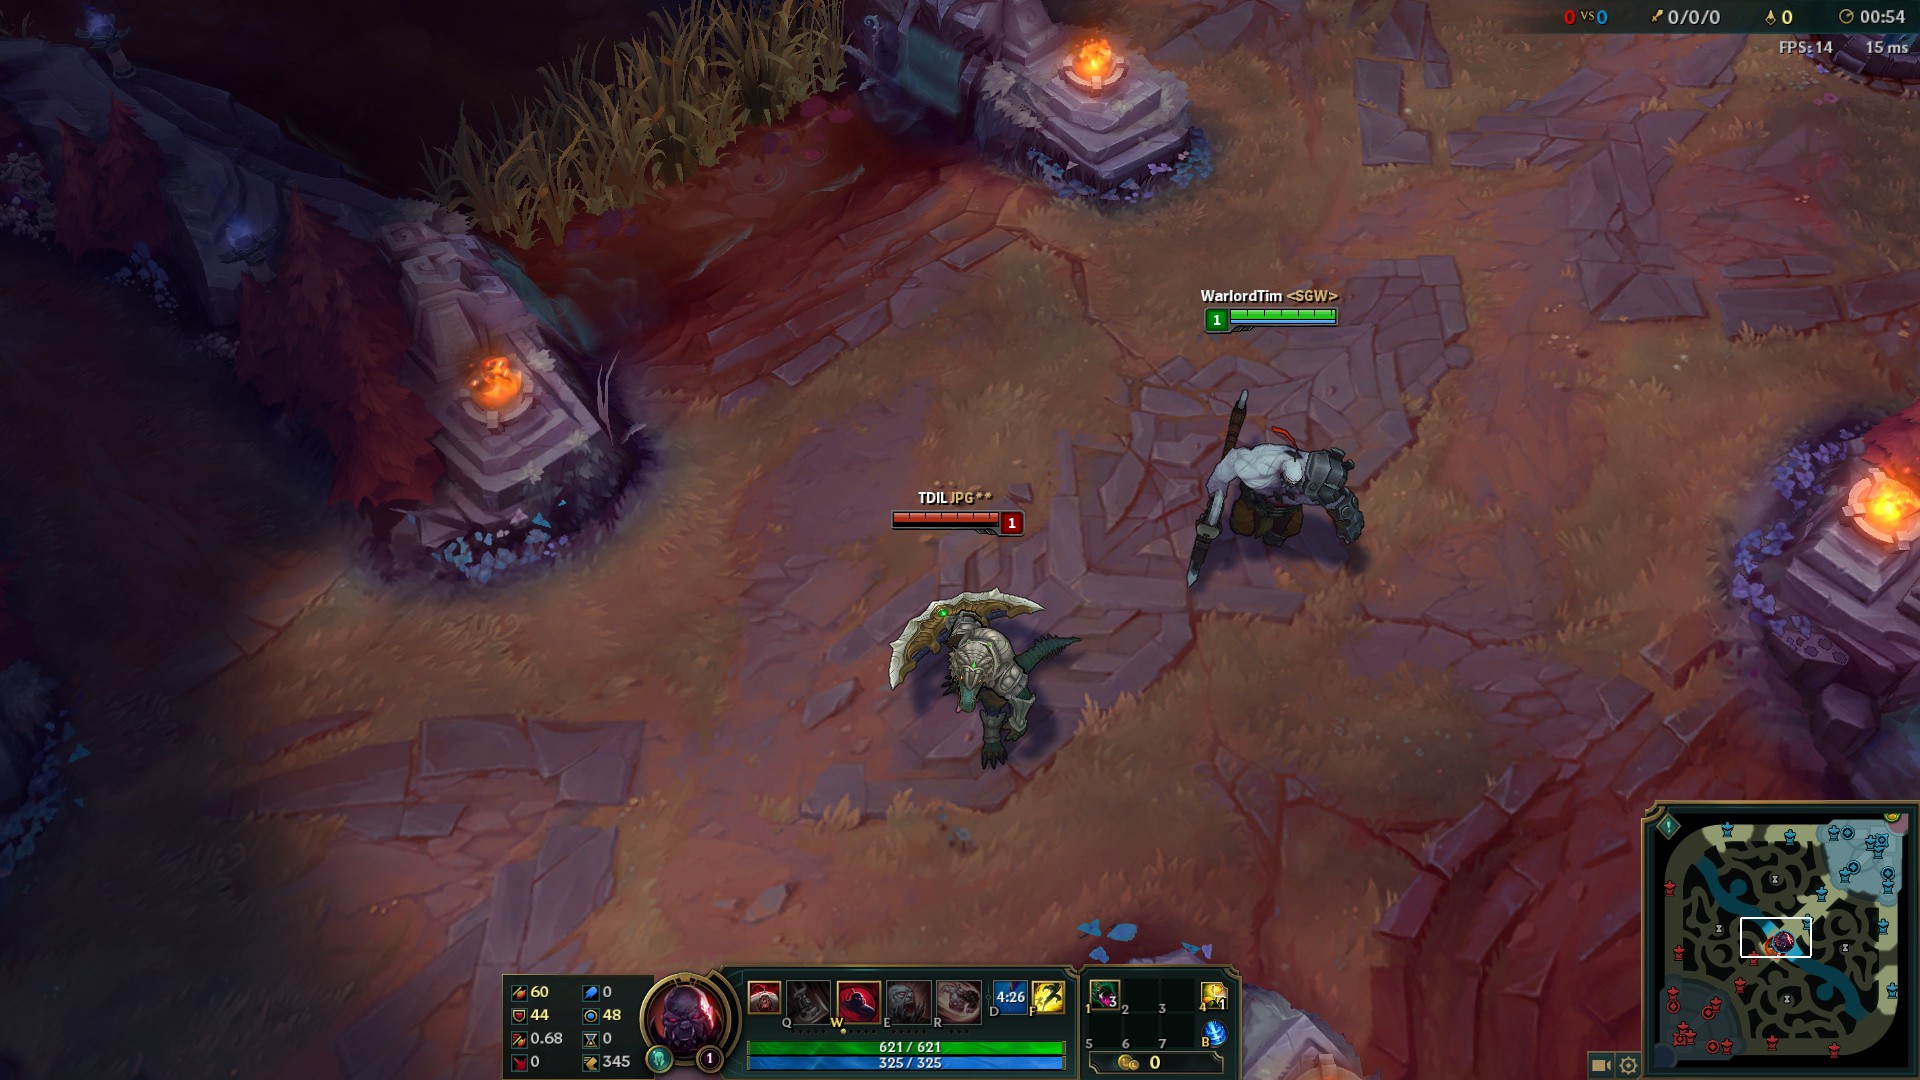 0 VS 0 0/0/0 0 00:54
FPS: 14 15 ms
WarlordTim <SGW>
1
TDILJPG**
1
60 0
44 48
0.68 0
0 345
1
Q W E R
4:26
D F
621 / 621
325 / 325
1 3 2 3 4 1
5 6 7 B
0